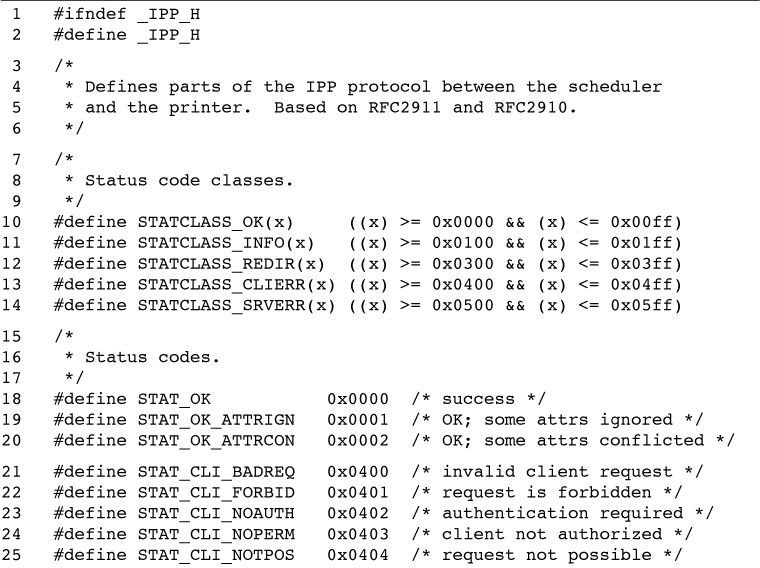 1 #ifndef _IPP_H
2 #define _IPP_H
3 /*
4  * Defines parts of the IPP protocol between the scheduler
5  * and the printer.  Based on RFC2911 and RFC2910.
6  */
7 /*
8  * Status code classes.
9  */
10 #define STATCLASS_OK(x)     ((x) >= 0x0000 && (x) <= 0x00ff)
11 #define STATCLASS_INFO(x)   ((x) >= 0x0100 && (x) <= 0x01ff)
12 #define STATCLASS_REDIR(x)  ((x) >= 0x0300 && (x) <= 0x03ff)
13 #define STATCLASS_CLIERR(x) ((x) >= 0x0400 && (x) <= 0x04ff)
14 #define STATCLASS_SRVERR(x) ((x) >= 0x0500 && (x) <= 0x05ff)
15 /*
16  * Status codes.
17  */
18 #define STAT_OK           0x0000  /* success */
19 #define STAT_OK_ATTRIGN   0x0001  /* OK; some attrs ignored */
20 #define STAT_OK_ATTRCON   0x0002  /* OK; some attrs conflicted */
21 #define STAT_CLI_BADREQ   0x0400  /* invalid client request */
22 #define STAT_CLI_FORBID   0x0401  /* request is forbidden */
23 #define STAT_CLI_NOAUTH   0x0402  /* authentication required */
24 #define STAT_CLI_NOPERM   0x0403  /* client not authorized */
25 #define STAT_CLI_NOTPOS   0x0404  /* request not possible */